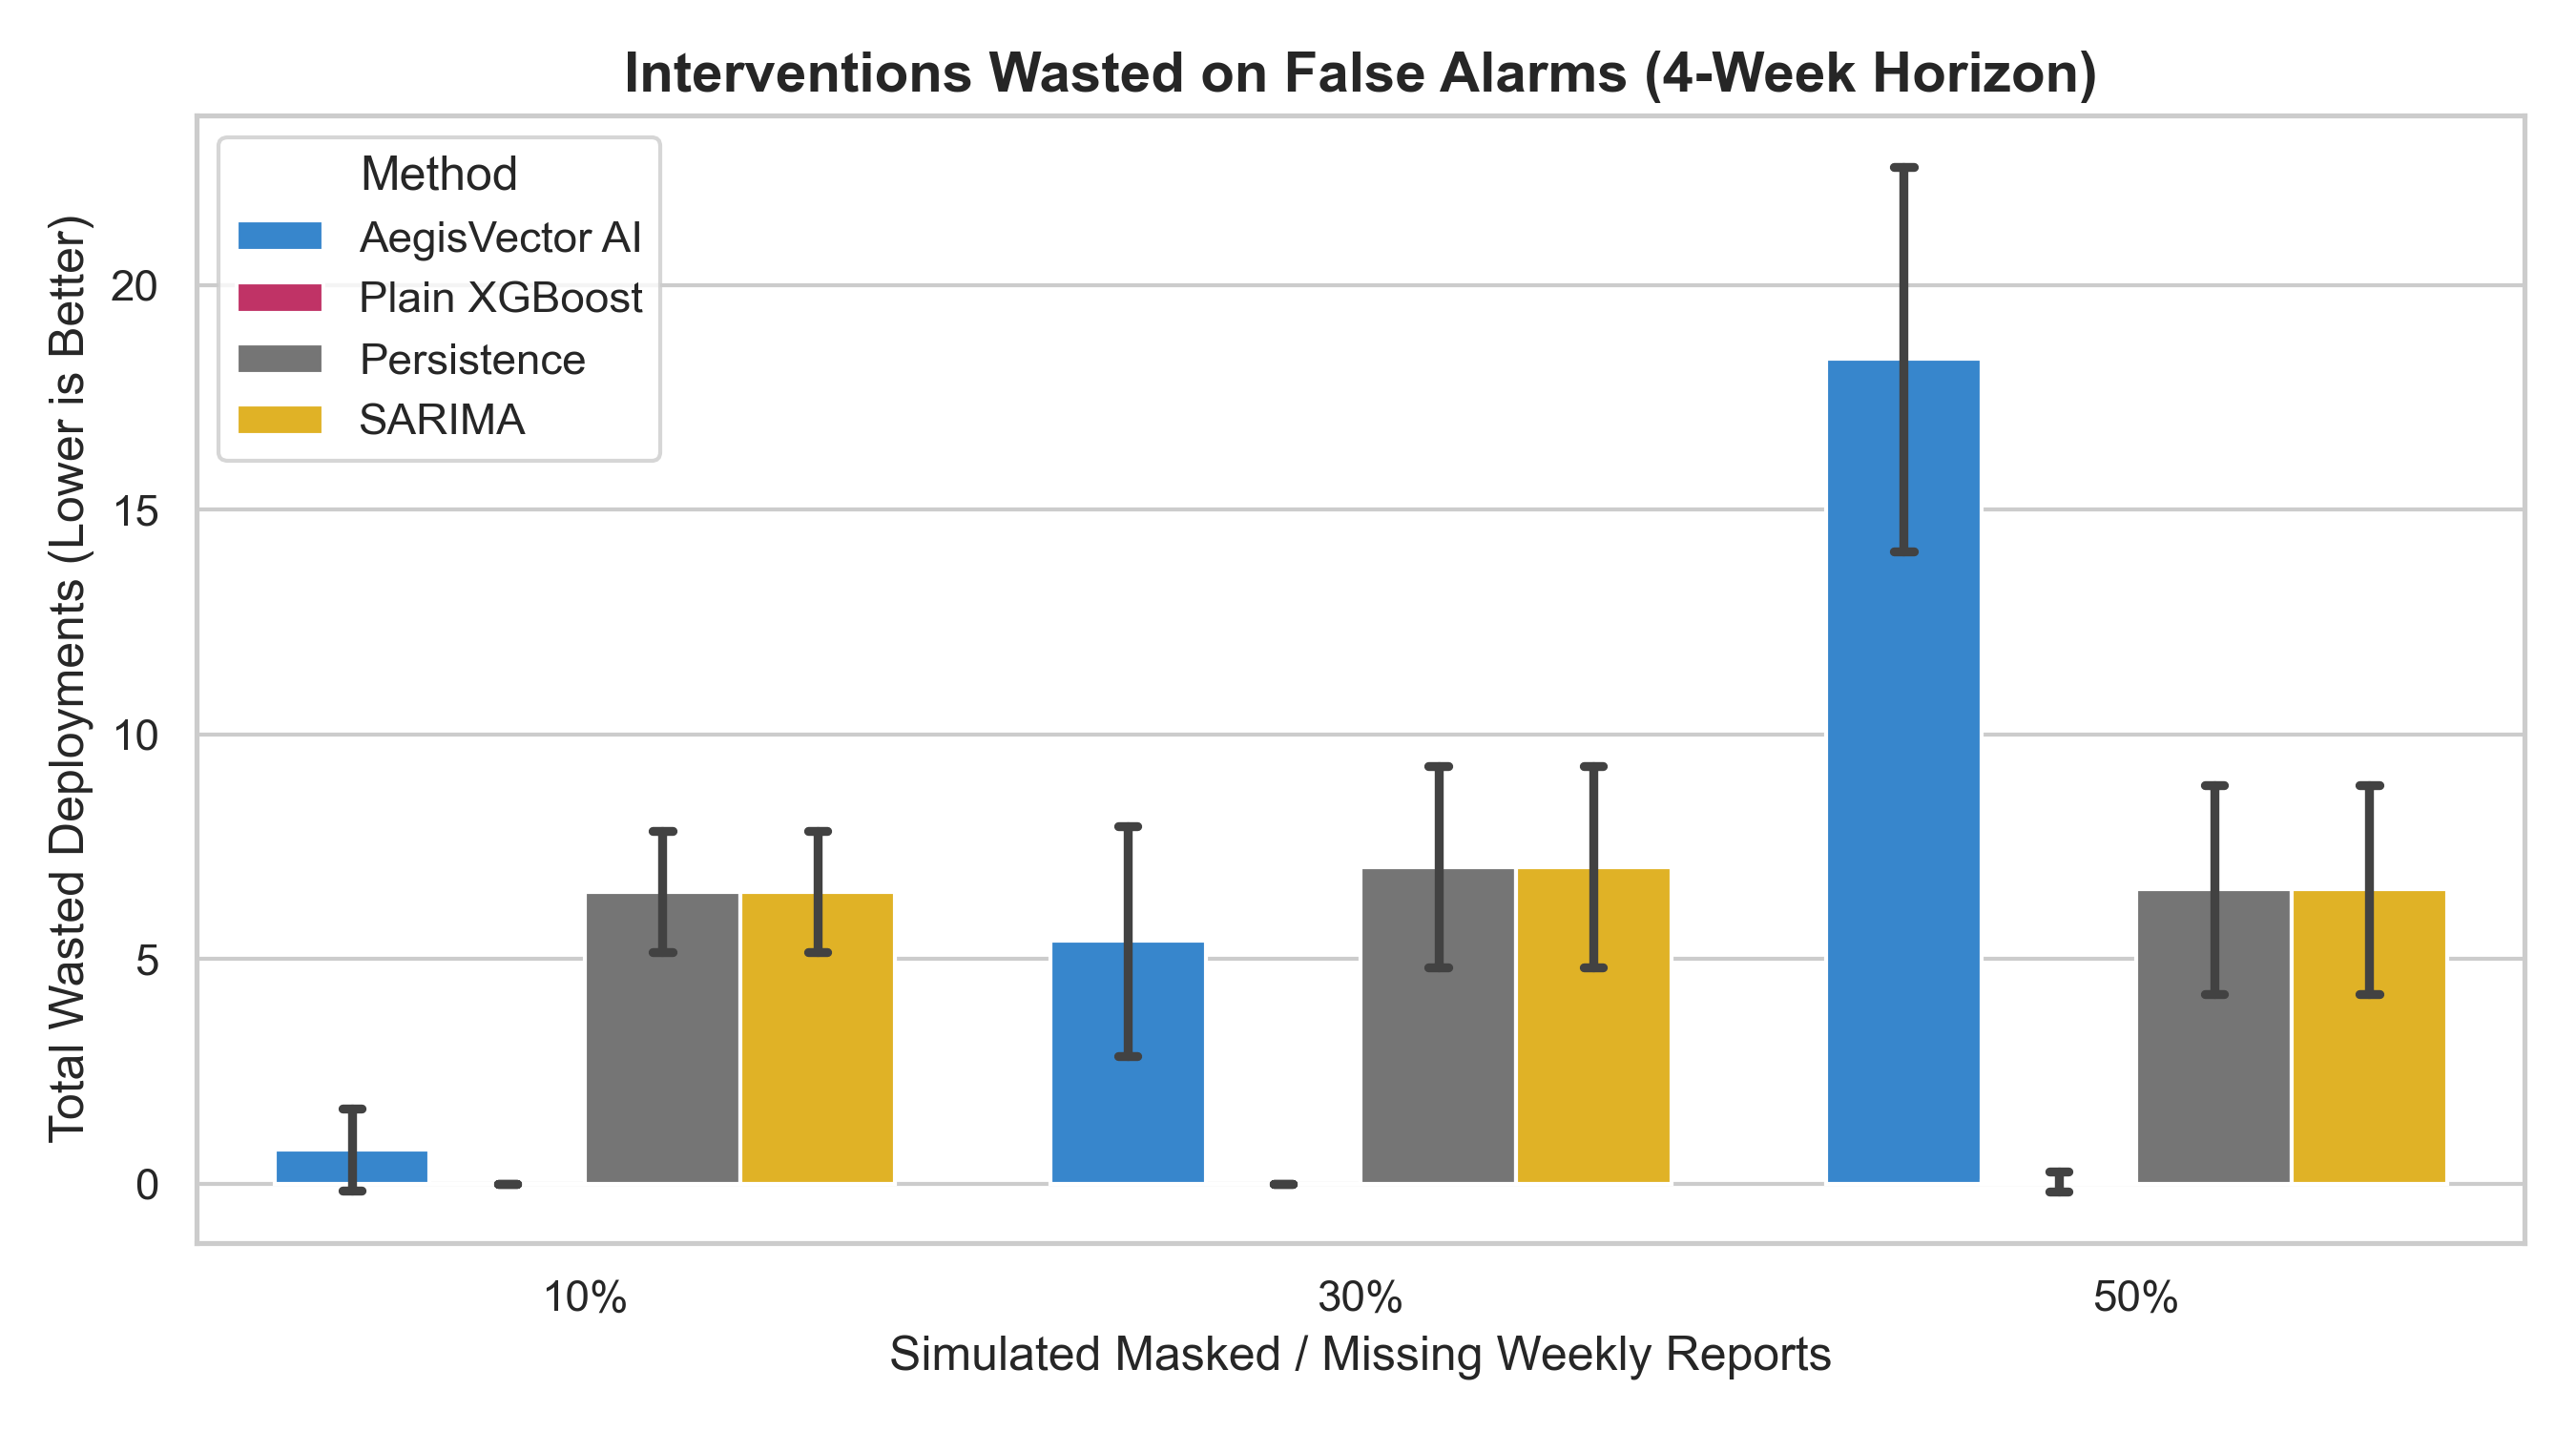 Interventions Wasted on False Alarms (4-Week Horizon)
Total Wasted Deployments (Lower is Better)
20
15
10
5
0
Method
AegisVector AI
Plain XGBoost
Persistence
SARIMA
10%
30%
50%
Simulated Masked / Missing Weekly Reports